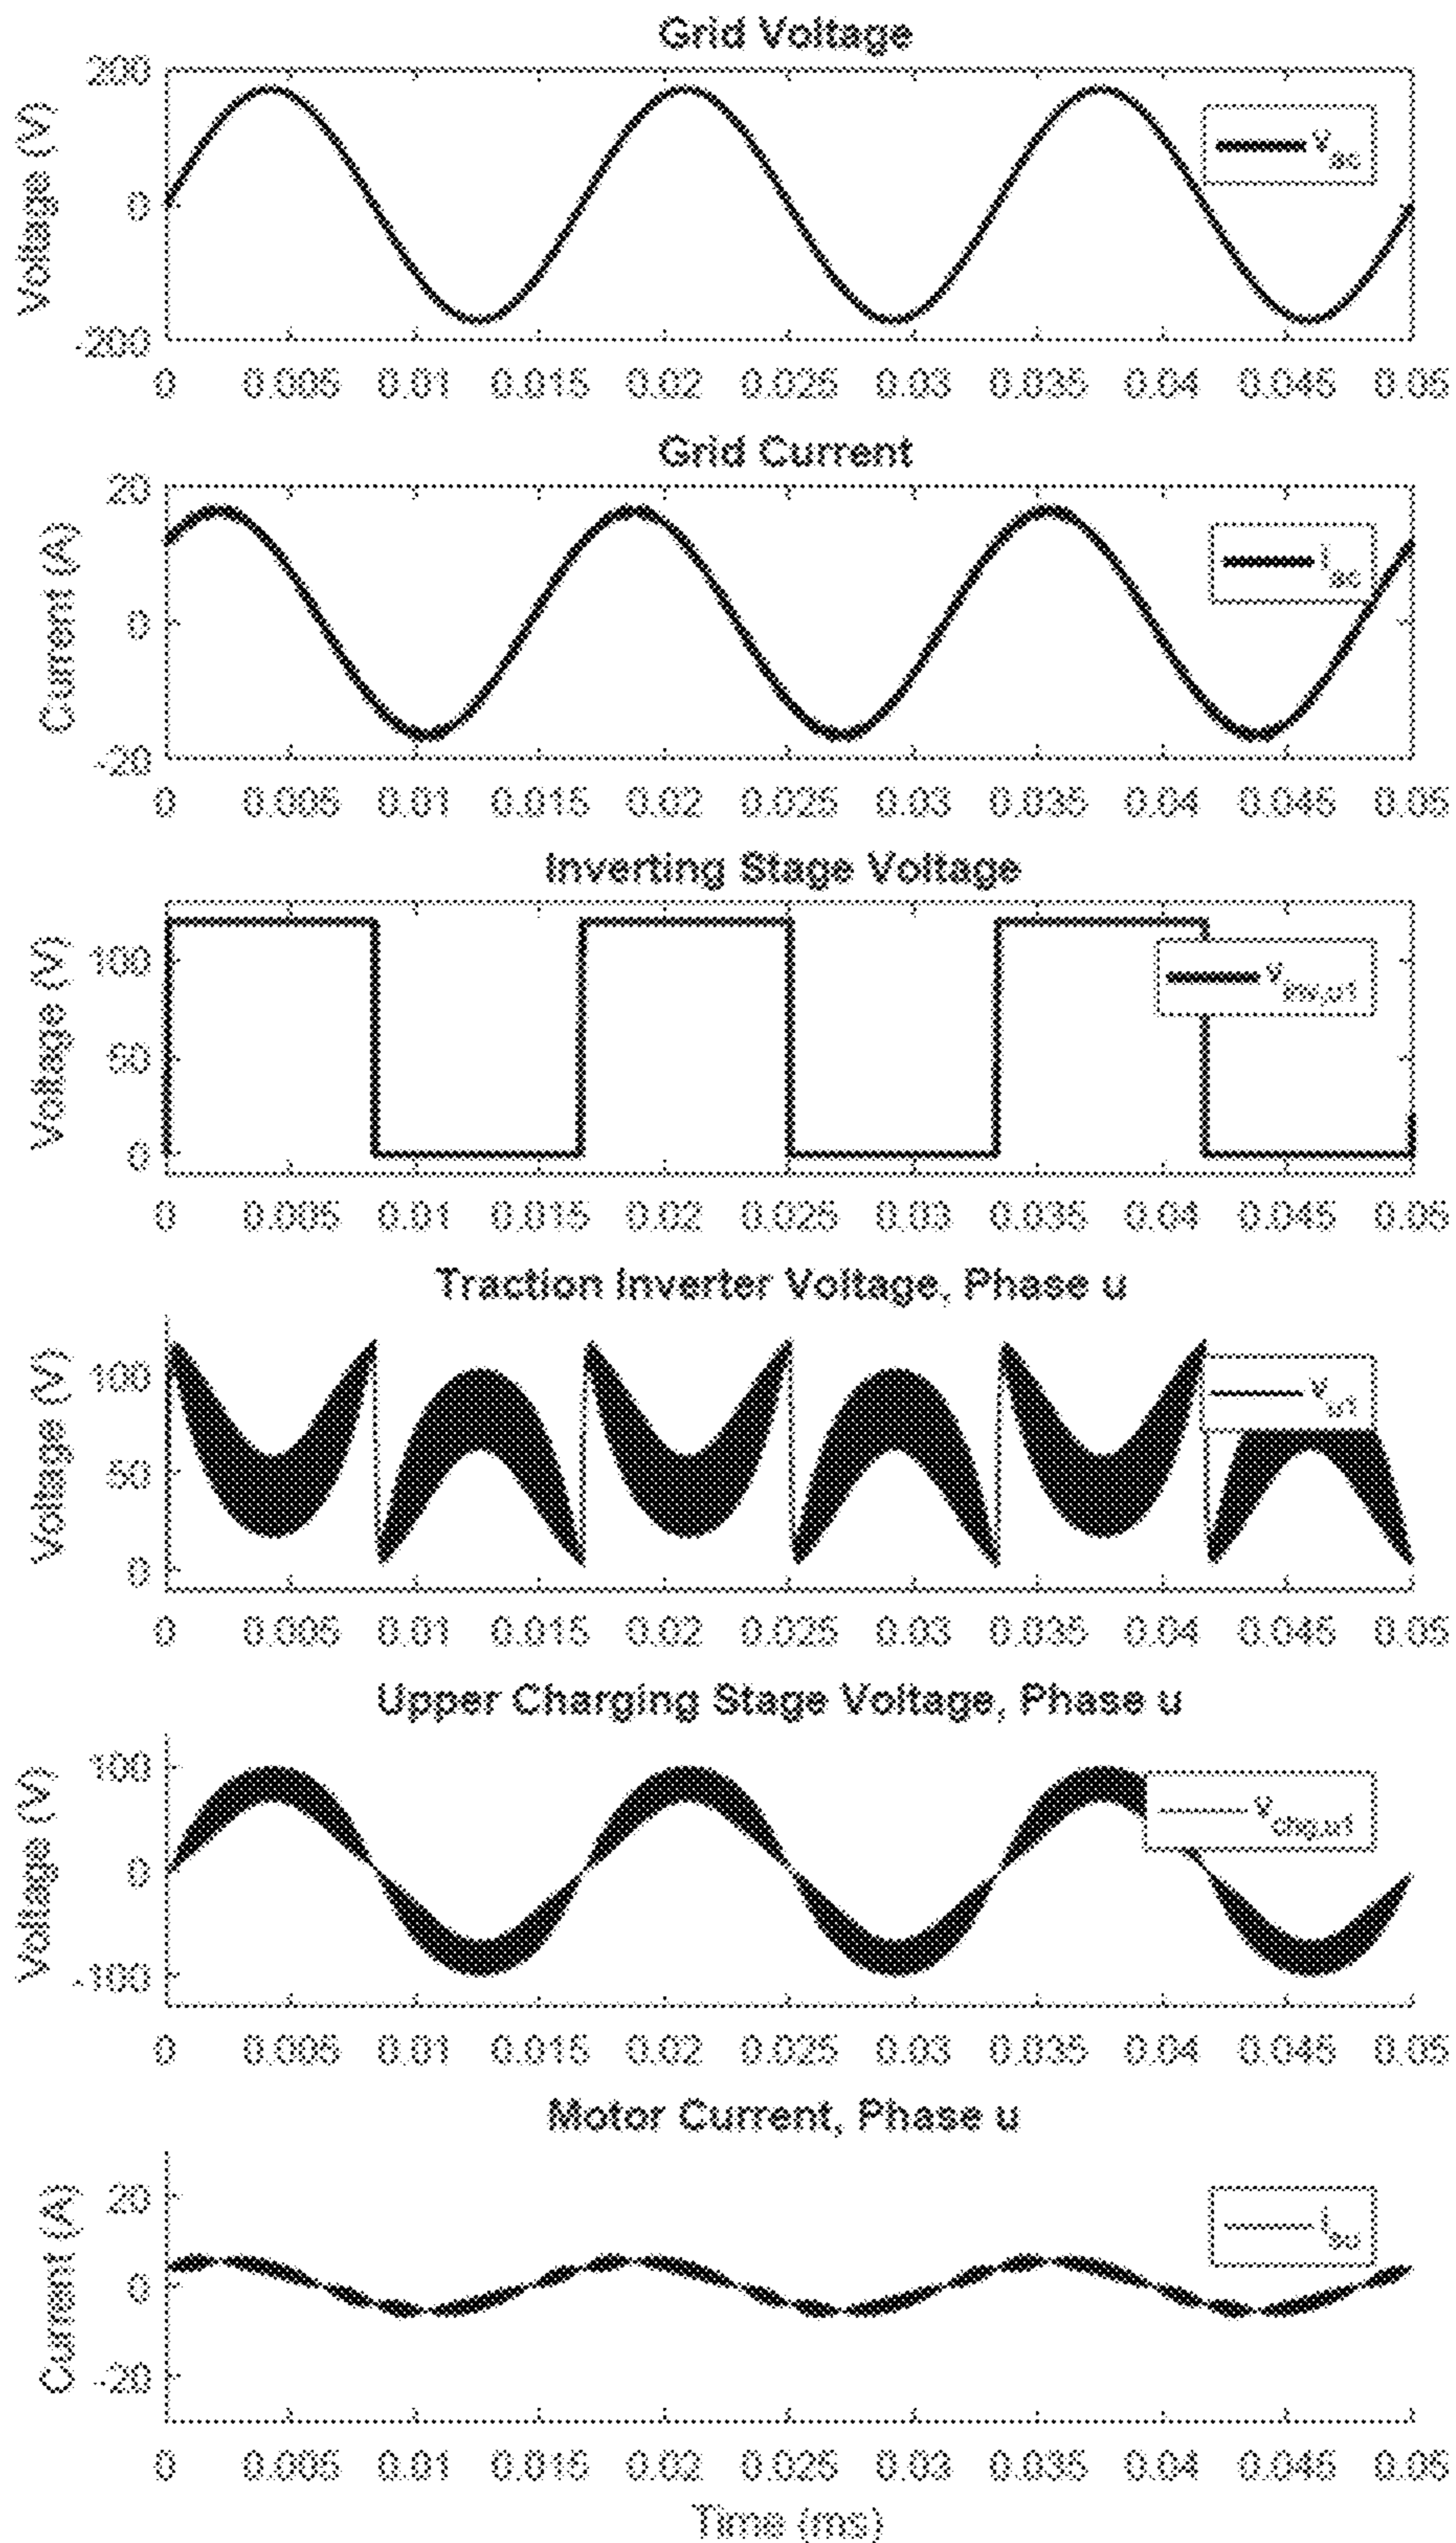 Grid Voltage
Voltage (V)
200
0
-200
v_ac
0 0.005 0.01 0.015 0.02 0.025 0.03 0.035 0.04 0.045 0.05
Grid Current
Current (A)
20
0
-20
i_ac
0 0.005 0.01 0.015 0.02 0.025 0.03 0.035 0.04 0.045 0.05
Inverting Stage Voltage
Voltage (V)
100
50
0
v_inv,u1
0 0.005 0.01 0.015 0.02 0.025 0.03 0.035 0.04 0.045 0.05
Traction Inverter Voltage, Phase u
Voltage (V)
100
50
0
v_u1
0 0.005 0.01 0.015 0.02 0.025 0.03 0.035 0.04 0.045 0.05
Upper Charging Stage Voltage, Phase u
Voltage (V)
100
0
-100
v_chg,u1
0 0.005 0.01 0.015 0.02 0.025 0.03 0.035 0.04 0.045 0.05
Motor Current, Phase u
Current (A)
20
0
-20
i_su
0 0.005 0.01 0.015 0.02 0.025 0.03 0.035 0.04 0.045 0.05
Time (ms)